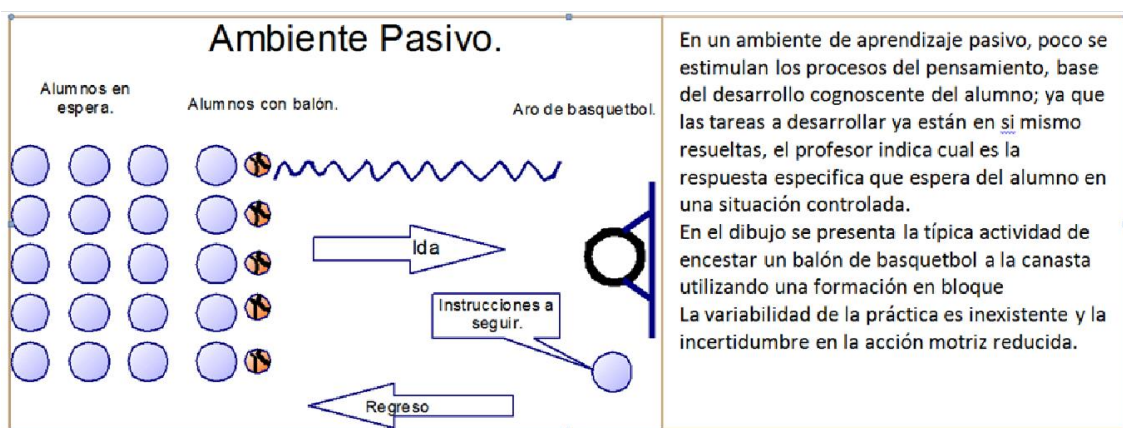 Ambiente Pasivo.
Alumnos en
espera.
Alumnos con balón.
Aro de basquetbol.
Ida
Instrucciones a
seguir.
Regreso
En un ambiente de aprendizaje pasivo, poco se
estimulan los procesos del pensamiento, base
del desarrollo cognoscente del alumno; ya que
las tareas a desarrollar ya están en si mismo
resueltas, el profesor indica cual es la
respuesta especifica que espera del alumno en
una situación controlada.
En el dibujo se presenta la típica actividad de
encestar un balón de basquetbol a la canasta
utilizando una formación en bloque
La variabilidad de la práctica es inexistente y la
incertidumbre en la acción motriz reducida.